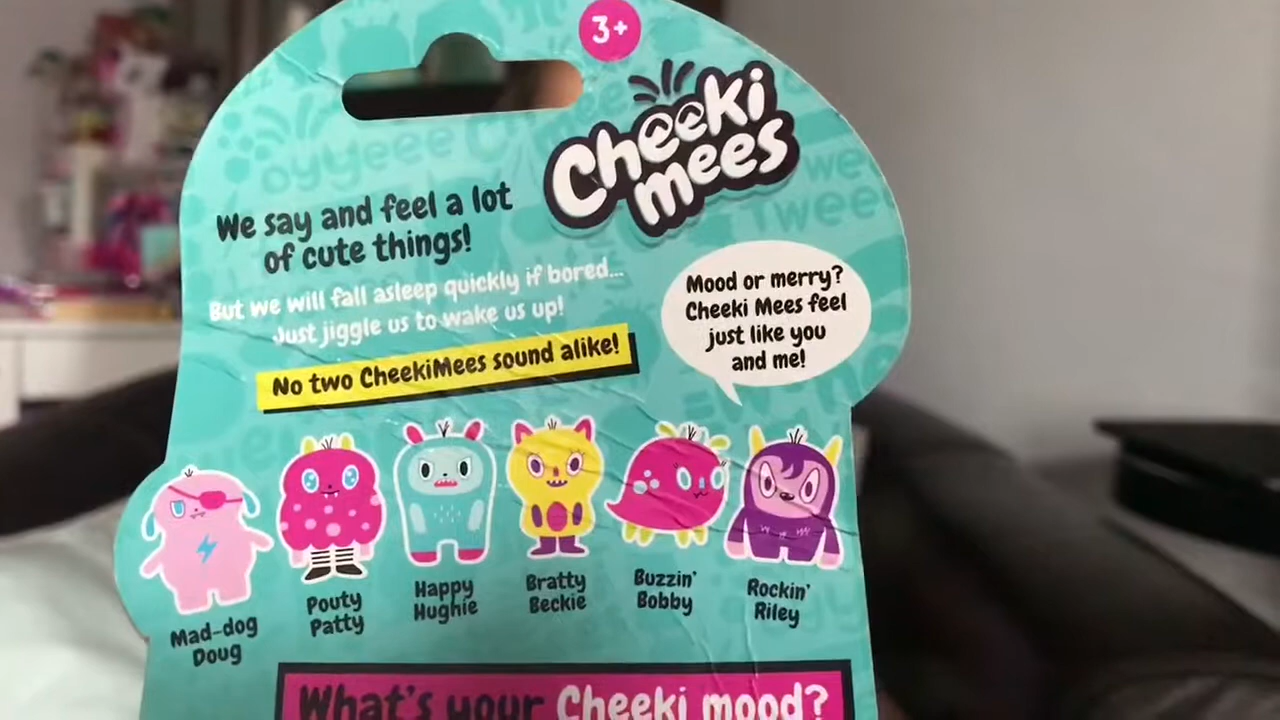 3+
Cheeki
mees
We say and feel a lot
of cute things!
But we will fall asleep quickly if bored...
Just jiggle us to wake us up!
No two CheekiMees sound alike!
Mood or merry?
Cheeki Mees feel
just like you
and me!
Mad-dog
Doug
Pouty
Patty
Happy
Hughie
Bratty
Beckie
Buzzin'
Bobby
Rockin'
Riley
What's your Cheeki mood?